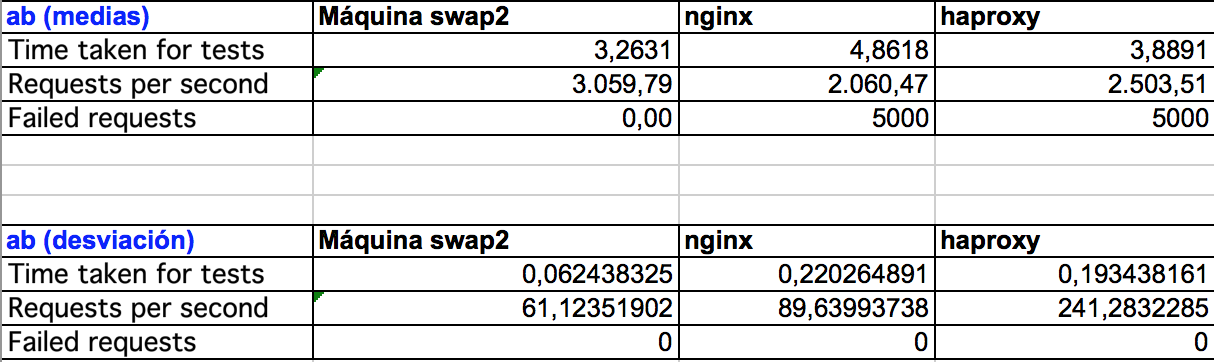 ab (medias) Máquina swap2 nginx haproxy
Time taken for tests 3,2631 4,8618 3,8891
Requests per second 3.059,79 2.060,47 2.503,51
Failed requests 0,00 5000 5000
ab (desviación) Máquina swap2 nginx haproxy
Time taken for tests 0,062438325 0,220264891 0,193438161
Requests per second 61,12351902 89,63993738 241,2832285
Failed requests 0 0 0